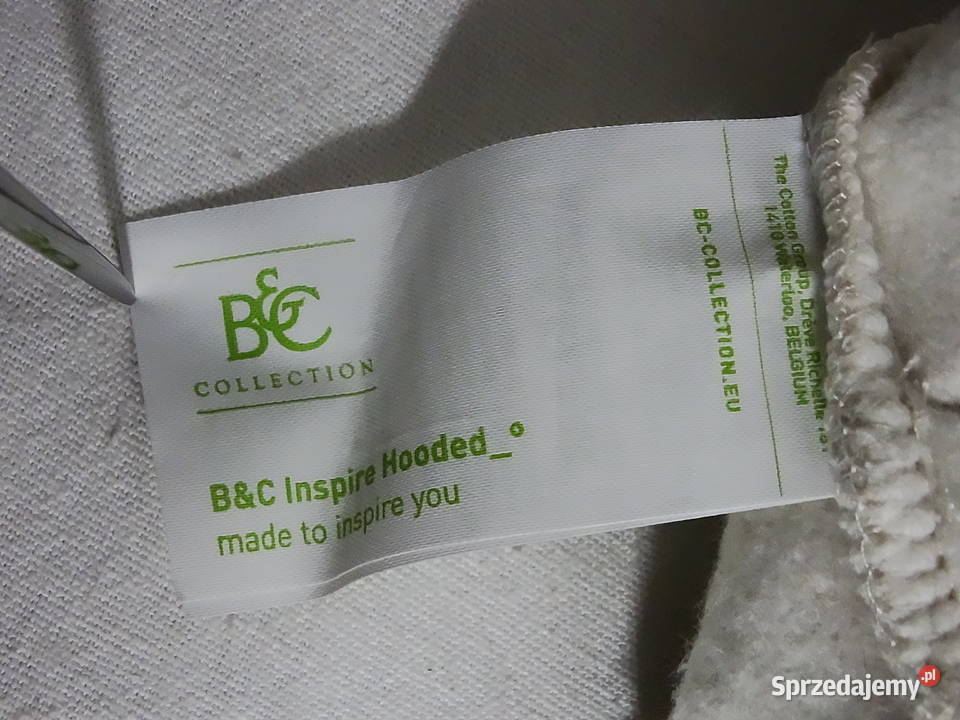 B&C
COLLECTION
B&C Inspire Hooded_°
made to inspire you
BC-COLLECTION.EU
The Cotton Group, Drève Richelle
1410 Waterloo, BELGIUM
Sprzedajemy.pl